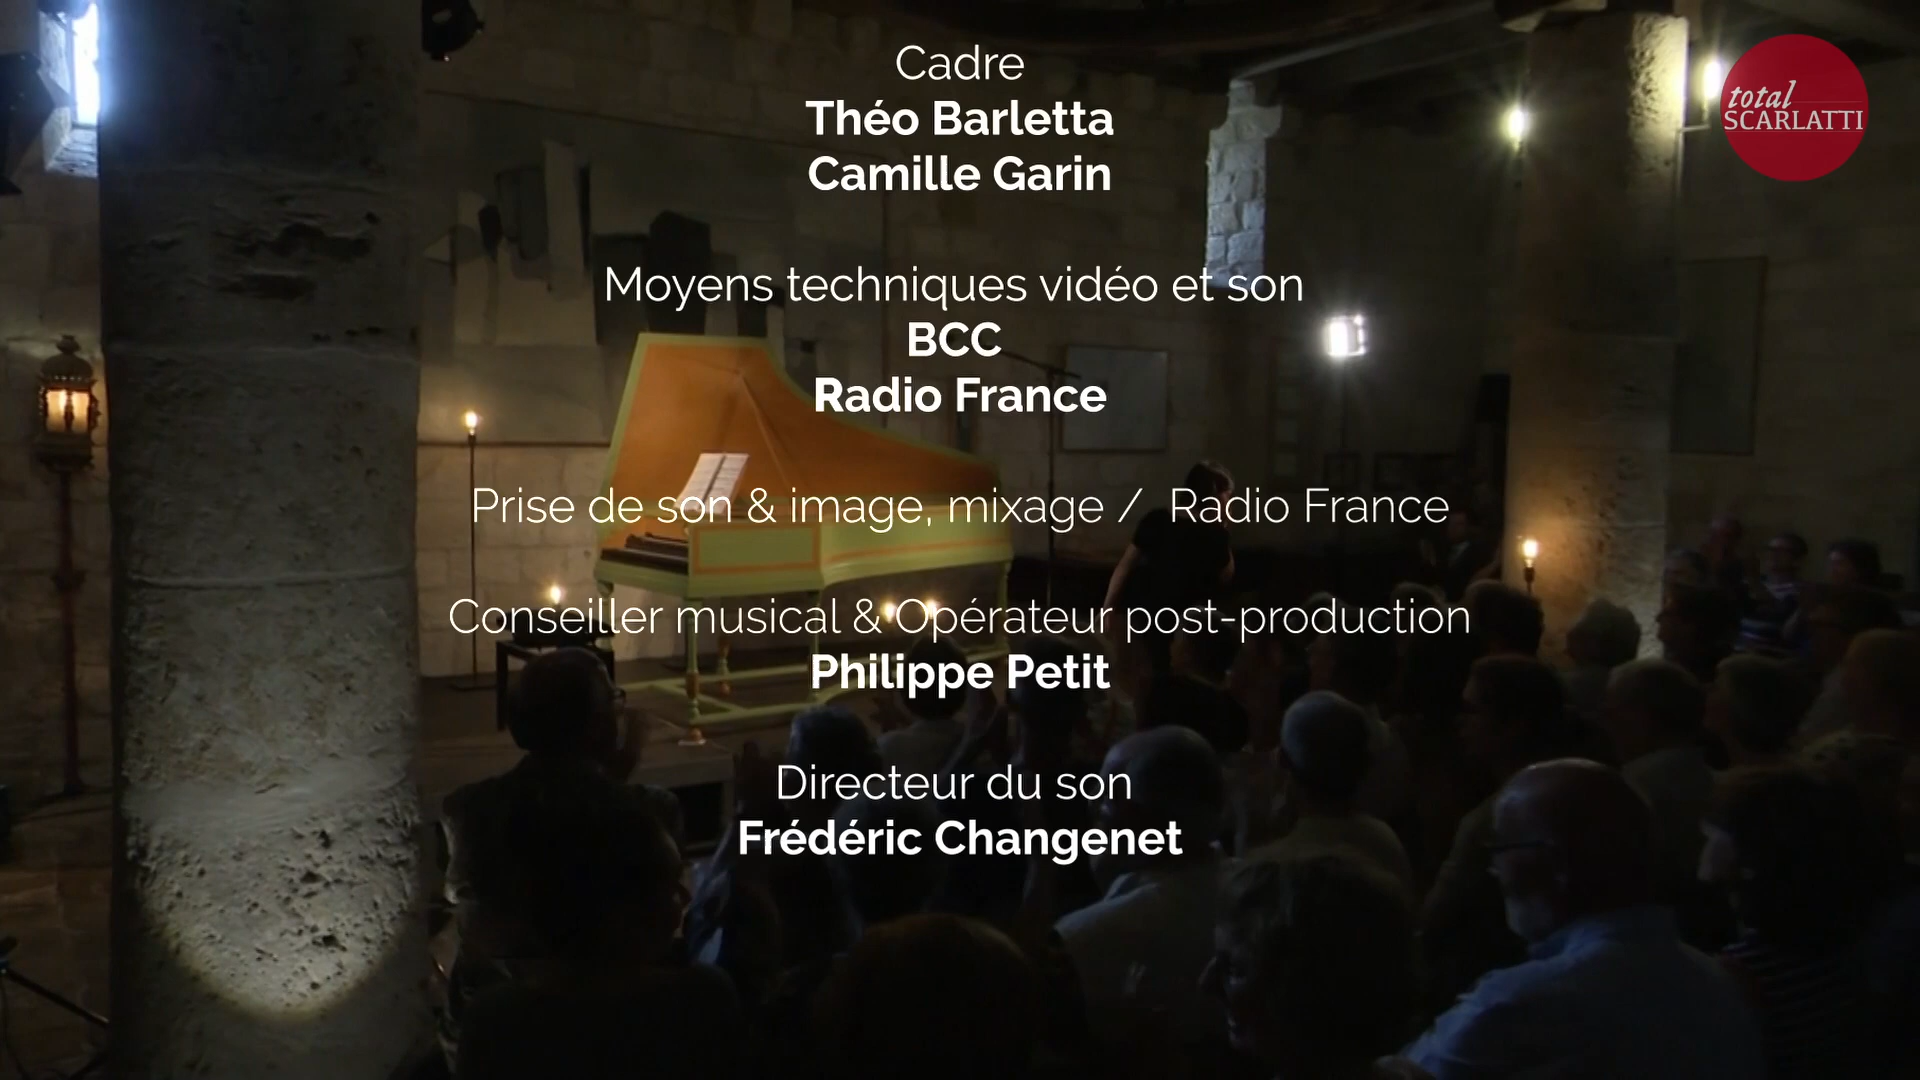 Cadre
Théo Barletta
Camille Garin
total
SCARLATTI
Moyens techniques vidéo et son
BCC
Radio France
Prise de son & image, mixage / Radio France
Conseiller musical & Opérateur post-production
Philippe Petit
Directeur du son
Frédéric Changenet